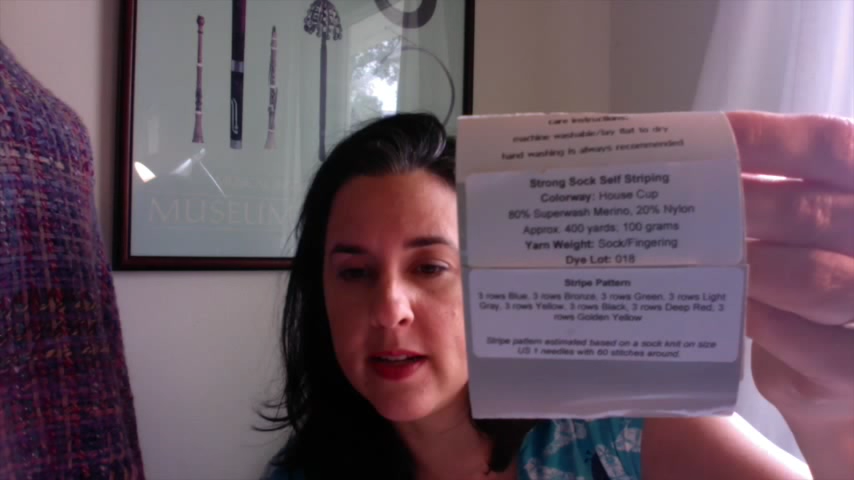 MUSEUM
care instructions:
machine washable/lay flat to dry
hand washing is always recommended
Strong Sock Self Striping
Colorway: House Cup
80% Superwash Merino, 20% Nylon
Approx. 400 yards; 100 grams
Yarn Weight: Sock/Fingering
Dye Lot: 018
Stripe Pattern
3 rows Blue, 3 rows Bronze, 3 rows Green, 3 rows Light
Gray, 3 rows Yellow, 3 rows Black, 3 rows Deep Red, 3
rows Golden Yellow
Stripe pattern estimated based on a sock knit on size
US 1 needles with 60 stitches around.